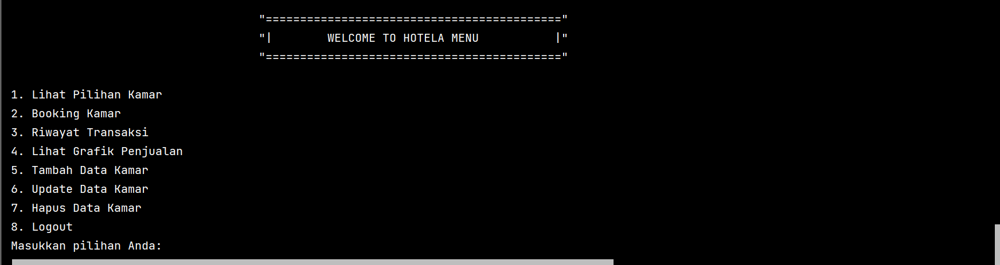 "==========================================="
"|        WELCOME TO HOTELA MENU           |"
"==========================================="
1. Lihat Pilihan Kamar
2. Booking Kamar
3. Riwayat Transaksi
4. Lihat Grafik Penjualan
5. Tambah Data Kamar
6. Update Data Kamar
7. Hapus Data Kamar
8. Logout
Masukkan pilihan Anda: